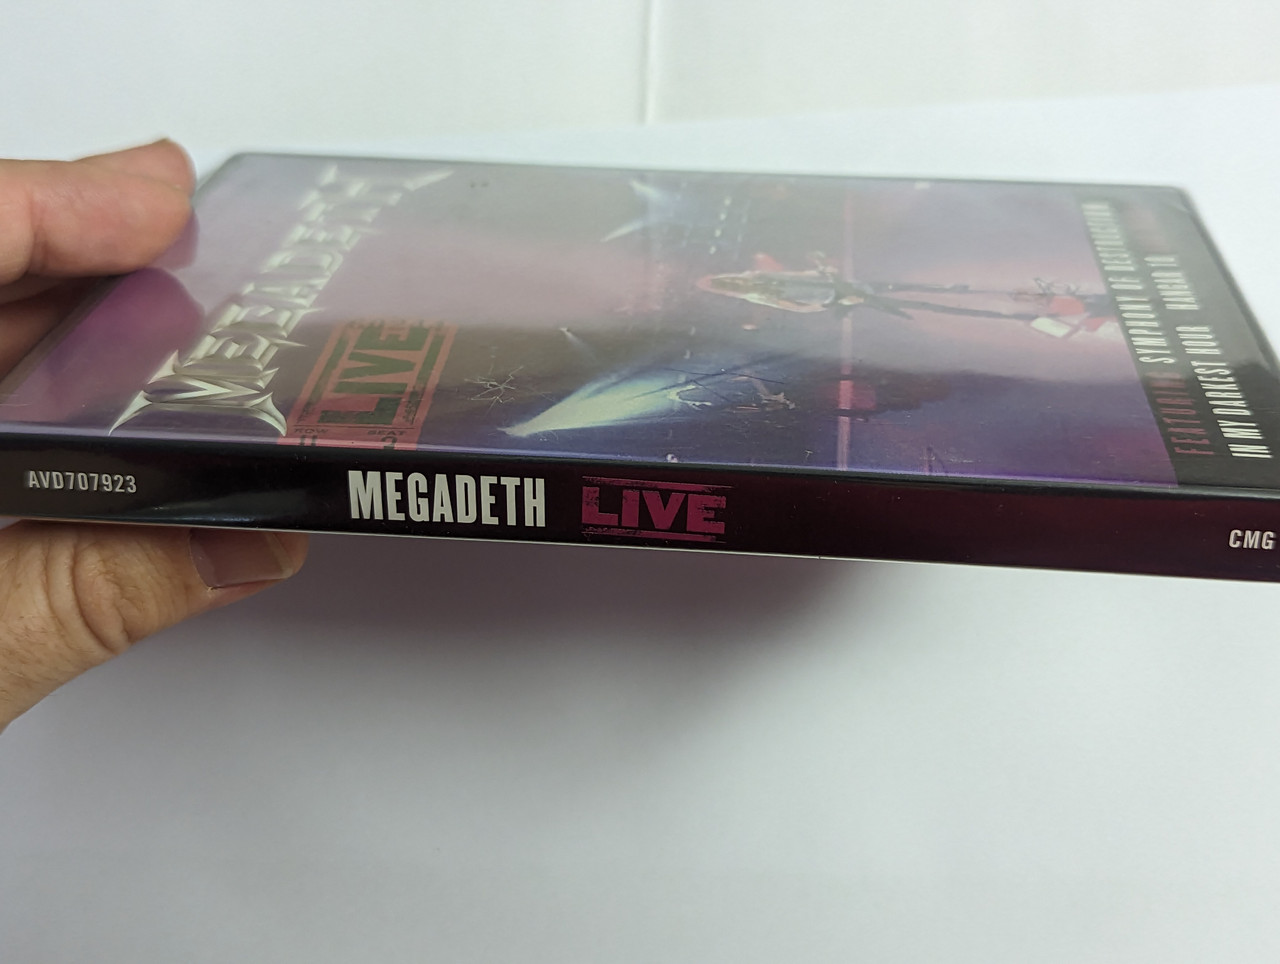 MEGADETH
LIVE
ROW SEAT
FEATURING SYMPHONY OF DESTRUCTION
IN MY DARKEST HOUR HANGAR 18
AVD707923 MEGADETH LIVE CMG